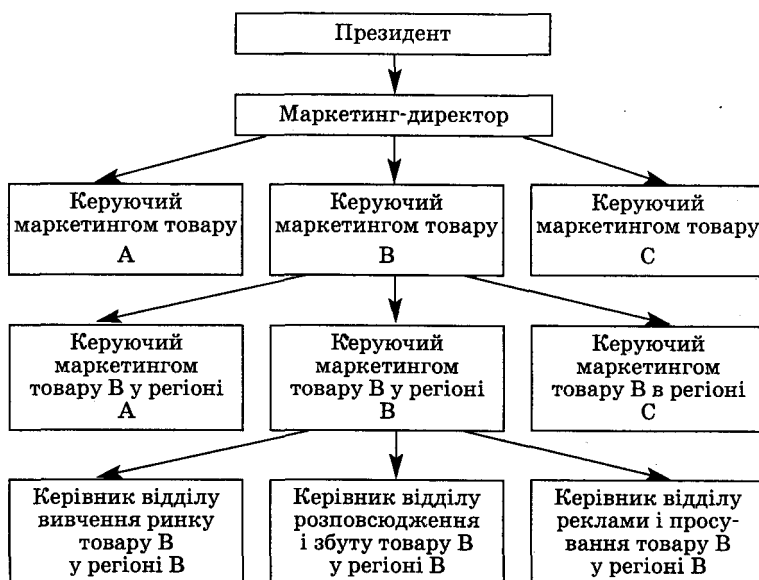 Президент
Маркетинг-директор
Керуючий
маркетингом товару
А
Керуючий
маркетингом товару
В
Керуючий
маркетингом товару
С
Керуючий
маркетингом
товару В у регіоні
А
Керуючий
маркетингом
товару В у регіоні
В
Керуючий
маркетингом
товару В в регіоні
С
Керівник відділу
вивчення ринку
товару В
у регіоні В
Керівник відділу
розповсюдження
і збуту товару В
у регіоні В
Керівник відділу
реклами і просу-
вання товару В
у регіоні В